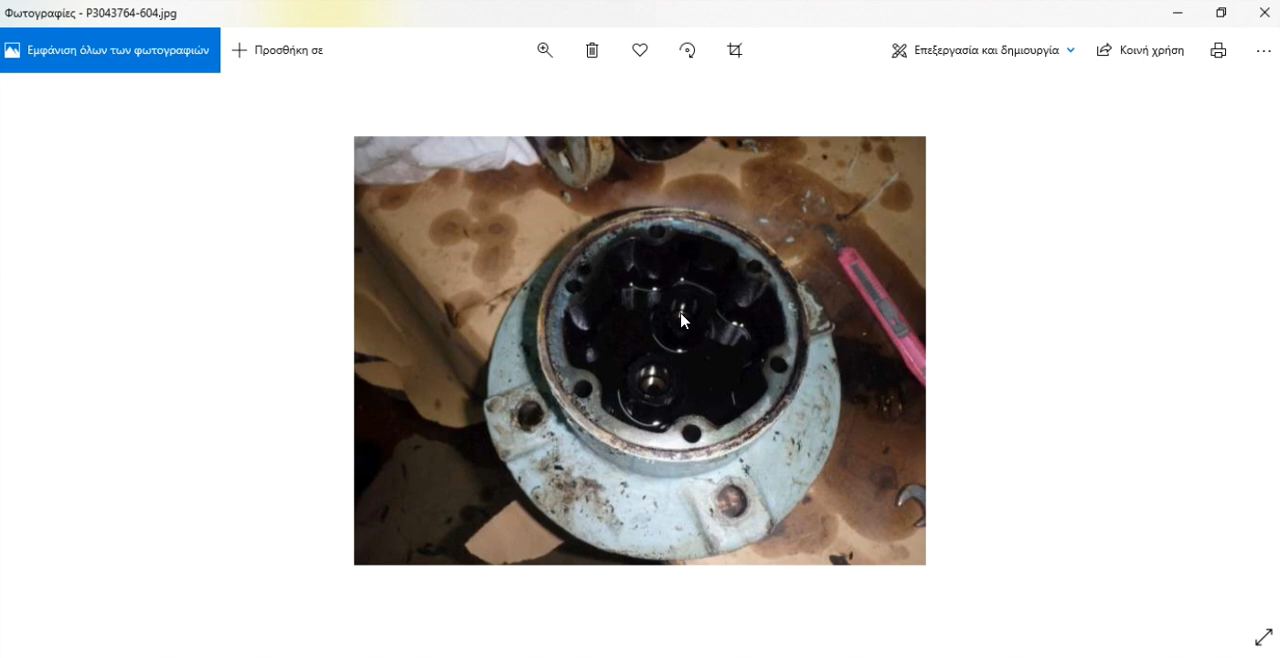 Φωτογραφίες - P3043764-604.jpg
Εμφάνιση όλων των φωτογραφιών
Προσθήκη σε
Επεξεργασία και δημιουργία
Κοινή χρήση